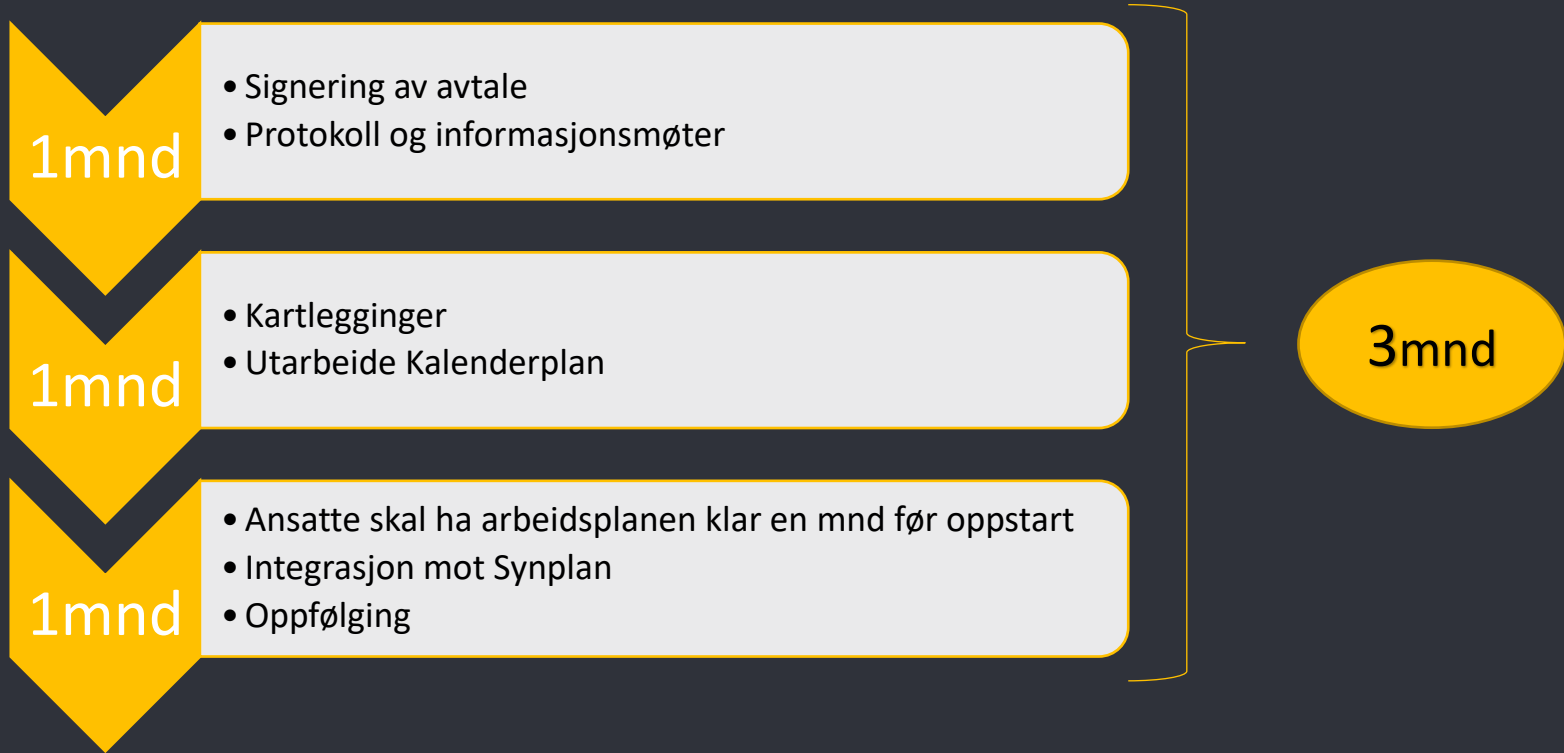 1mnd
• Signering av avtale
• Protokoll og informasjonsmøter
1mnd
• Kartlegginger
• Utarbeide Kalenderplan
1mnd
• Ansatte skal ha arbeidsplanen klar en mnd før oppstart
• Integrasjon mot Synplan
• Oppfølging
3mnd